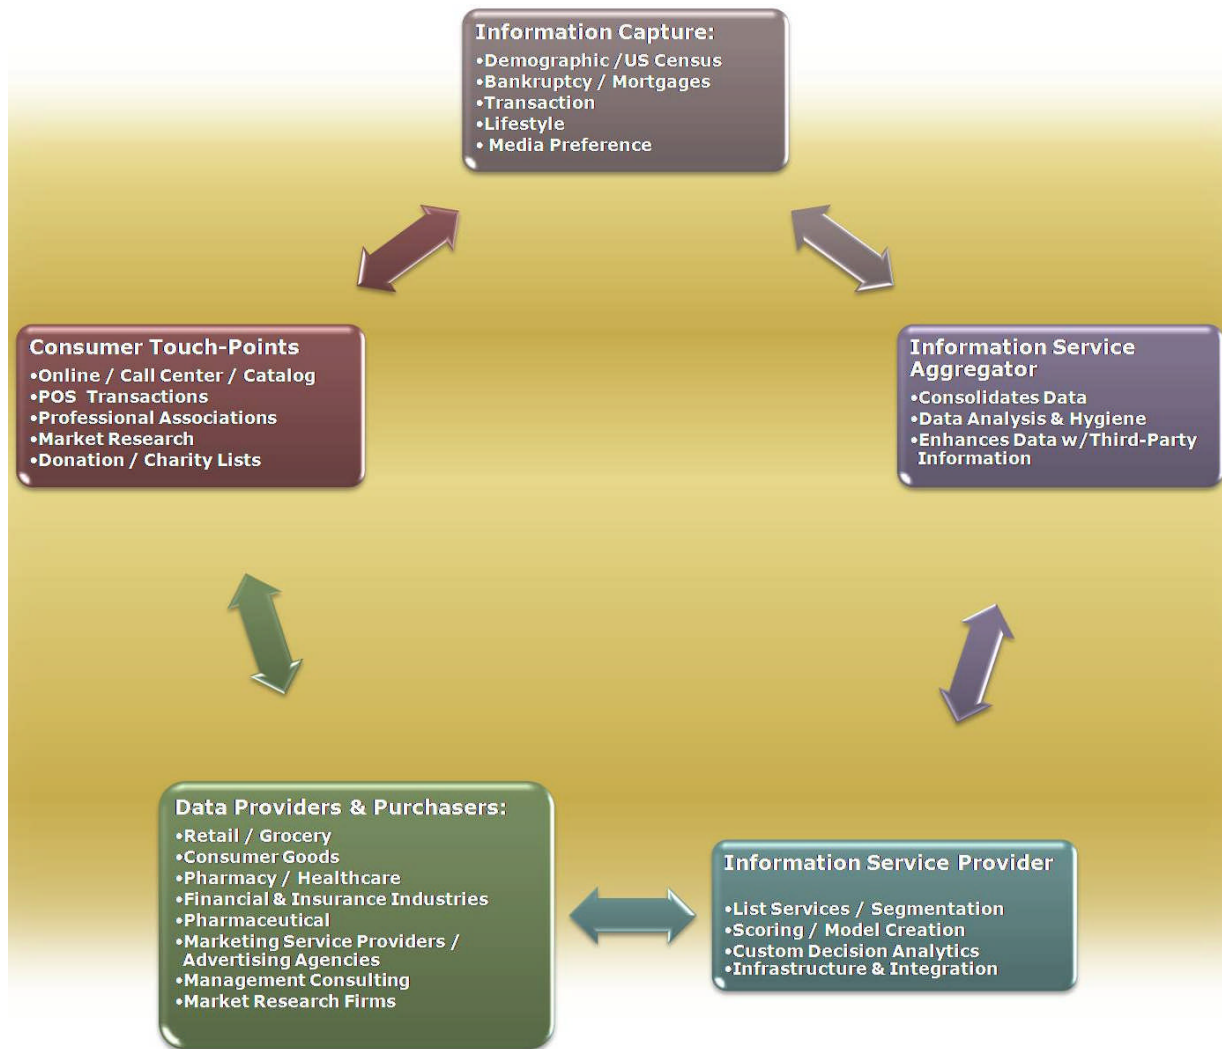 Information Capture:
•Demographic /US Census
•Bankruptcy / Mortgages
•Transaction
•Lifestyle
• Media Preference
Consumer Touch-Points
•Online / Call Center / Catalog
•POS Transactions
•Professional Associations
•Market Research
•Donation / Charity Lists
Information Service
Aggregator
•Consolidates Data
•Data Analysis & Hygiene
•Enhances Data w/Third-Party
Information
Data Providers & Purchasers:
•Retail / Grocery
•Consumer Goods
•Pharmacy / Healthcare
•Financial & Insurance Industries
•Pharmaceutical
•Marketing Service Providers /
Advertising Agencies
•Management Consulting
•Market Research Firms
Information Service Provider
•List Services / Segmentation
•Scoring / Model Creation
•Custom Decision Analytics
•Infrastructure & Integration